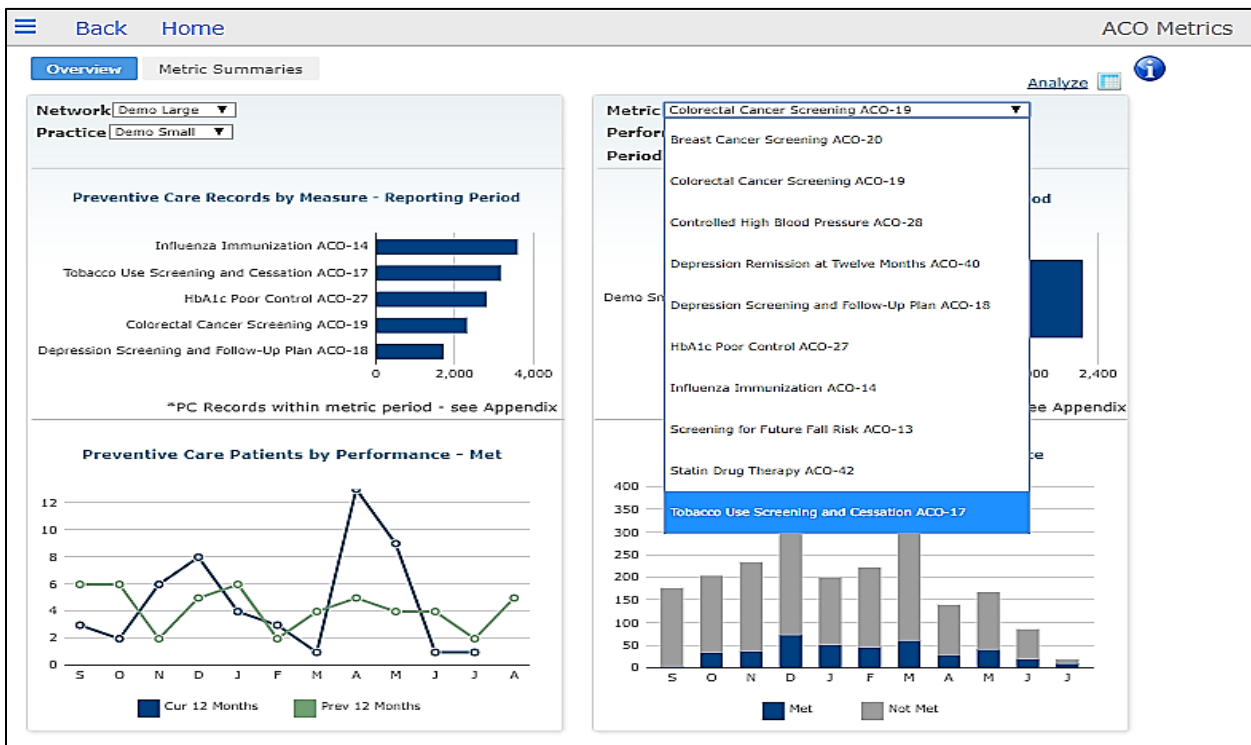 Back Home ACO Metrics
Overview Metric Summaries
Analyze
Network Demo Large
Practice Demo Small
Preventive Care Records by Measure - Reporting Period
Influenza Immunization ACO-14
Tobacco Use Screening and Cessation ACO-17
HbA1c Poor Control ACO-27
Colorectal Cancer Screening ACO-19
Depression Screening and Follow-Up Plan ACO-18
0 2,000 4,000
*PC Records within metric period - see Appendix
Preventive Care Patients by Performance - Met
12
10
8
6
4
2
0
S O N D J F M A M J J A
Cur 12 Months Prev 12 Months
Metric Colorectal Cancer Screening ACO-19
Perfor
Period
Breast Cancer Screening ACO-20
Colorectal Cancer Screening ACO-19
Controlled High Blood Pressure ACO-28
Depression Remission at Twelve Months ACO-40
Depression Screening and Follow-Up Plan ACO-18
HbA1c Poor Control ACO-27
Influenza Immunization ACO-14
Screening for Future Fall Risk ACO-13
Statin Drug Therapy ACO-42
Tobacco Use Screening and Cessation ACO-17
od
Demo Sm
00 2,400
ee Appendix
ce
400
350
300
250
200
150
100
50
0
S O N D J F M A M J J
Met Not Met